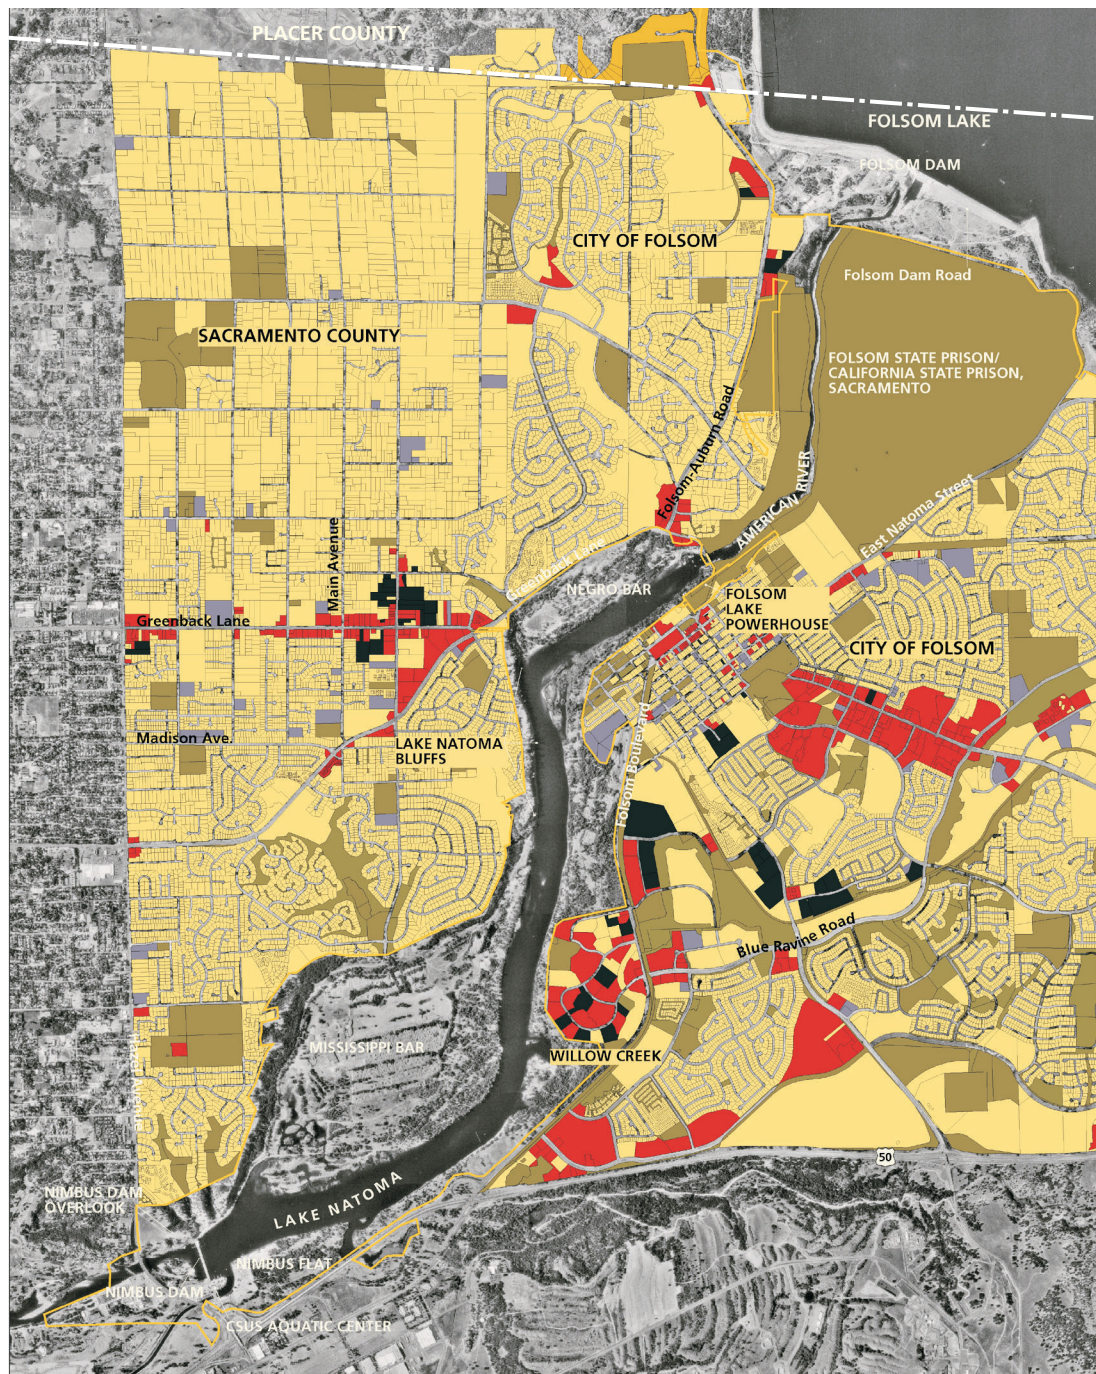 PLACER COUNTY
FOLSOM LAKE
FOLSOM DAM
CITY OF FOLSOM
Folsom Dam Road
SACRAMENTO COUNTY
FOLSOM STATE PRISON/
CALIFORNIA STATE PRISON,
SACRAMENTO
Folsom-Auburn Road
AMERICAN RIVER
East Natoma Street
Main Avenue
Greenback Lane
NEGRO BAR
FOLSOM
LAKE
POWERHOUSE
Greenback Lane
CITY OF FOLSOM
Madison Ave.
LAKE NATOMA
BLUFFS
Folsom Boulevard
Blue Ravine Road
MISSISSIPPI BAR
WILLOW CREEK
Hazel Avenue
50
NIMBUS DAM
OVERLOOK
LAKE NATOMA
NIMBUS FLAT
NIMBUS DAM
CSUS AQUATIC CENTER